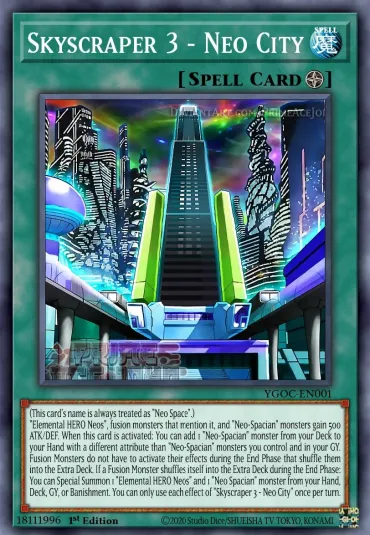 Skyscraper 3 - Neo City
SPELL
魔
[Spell Card]
YGOC-EN001
(This card's name is always treated as "Neo Space".)
"Elemental HERO Neos", fusion monsters that mention it, and "Neo-Spacian" monsters gain 500
ATK/DEF. When this card is activated: You can add 1 "Neo-Spacian" monster from your Deck to
your Hand with a different attribute than "Neo-Spacian" monsters you control and in your GY.
Fusion Monsters do not have to activate their effects during the End Phase that shuffle them
into the Extra Deck. If a Fusion Monster shuffles itself into the Extra Deck during the End Phase:
You can Special Summon 1 "Elemental HERO Neos" and 1 "Neos Spacian" monster from your Hand,
Deck, GY, or Banishment. You can only use each effect of "Skyscraper 3 - Neo City" once per turn.
18111996
1st Edition
©2020 Studio Dice/SHUEISHA TV TOKYO, KONAMI